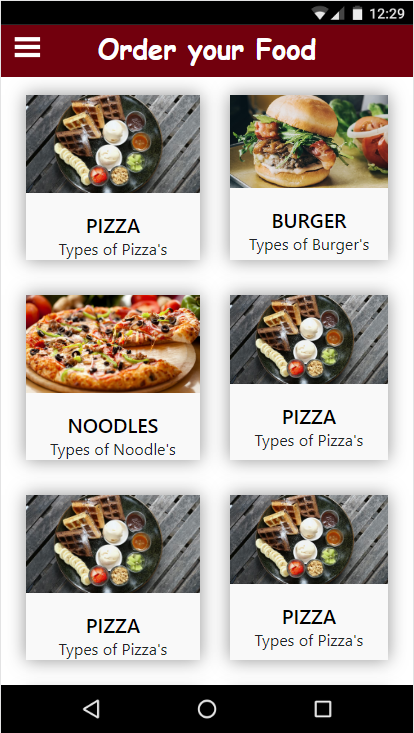 12:29
Order your Food
PIZZA
Types of Pizza's
BURGER
Types of Burger's
NOODLES
Types of Noodle's
PIZZA
Types of Pizza's
PIZZA
Types of Pizza's
PIZZA
Types of Pizza's